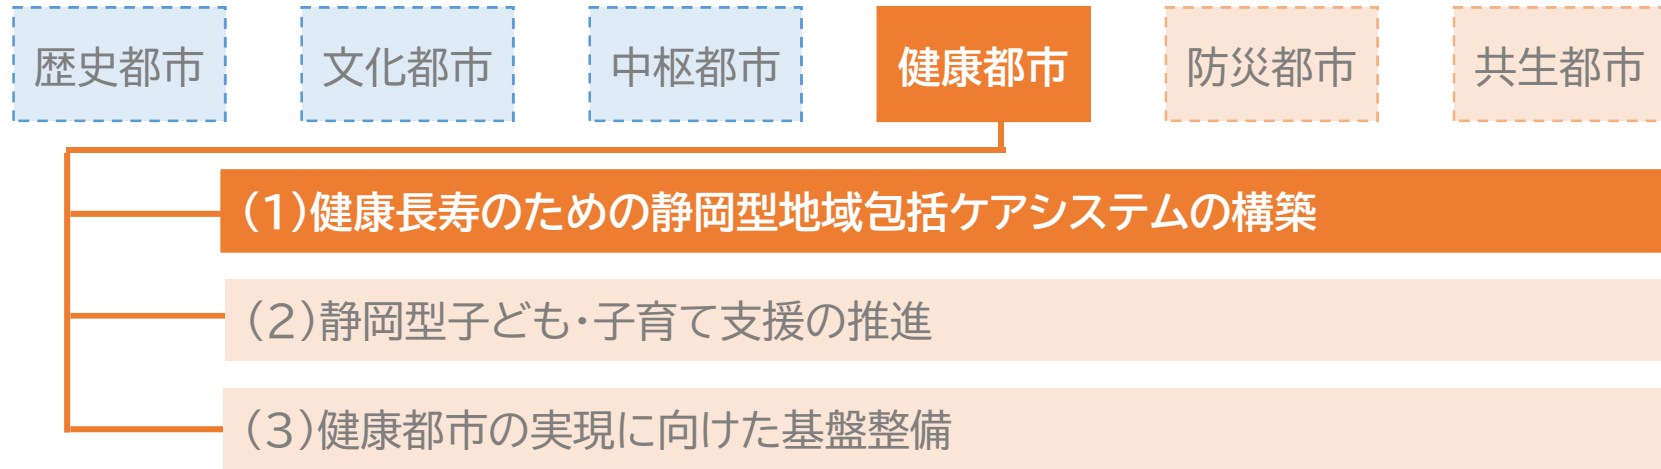 歴史都市 文化都市 中枢都市 健康都市 防災都市 共生都市
(1)健康長寿のための静岡型地域包括ケアシステムの構築
(2)静岡型子ども・子育て支援の推進
(3)健康都市の実現に向けた基盤整備